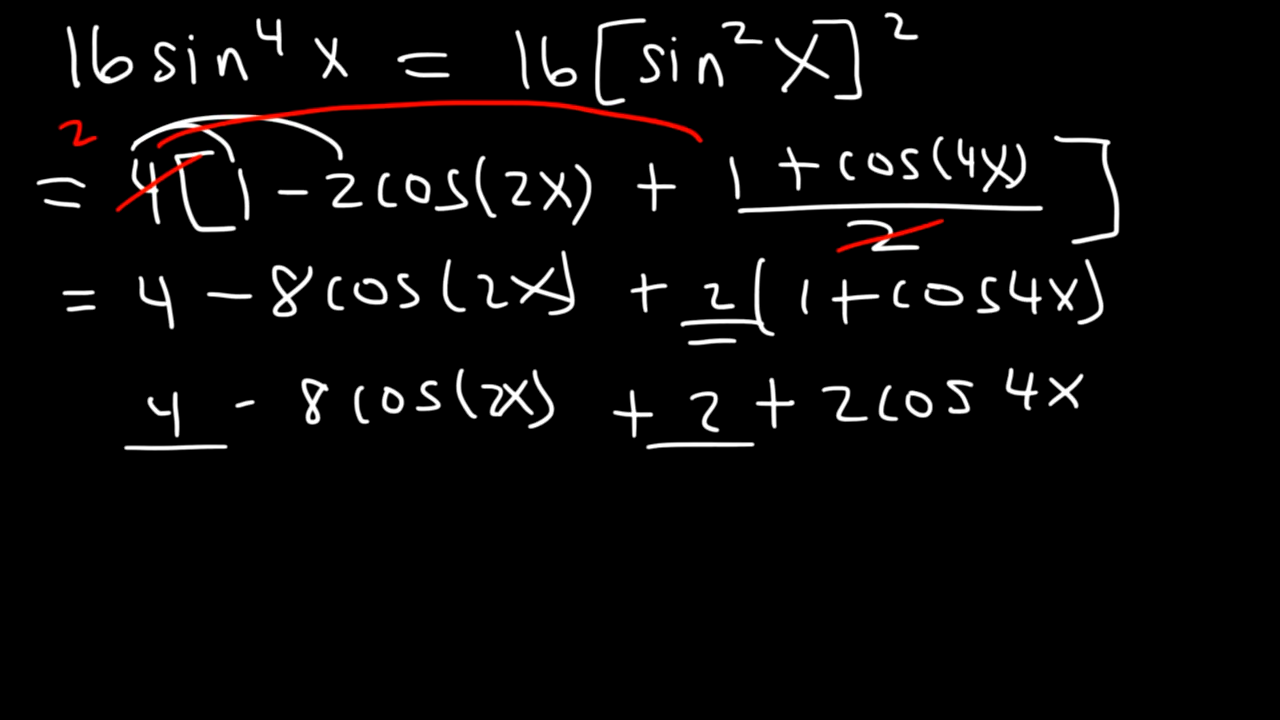 16 sin⁴ x = 16[sin² x]²
2
= 4[1 - 2cos(2x) + (1 + cos(4x))/2]
= 4 - 8cos(2x) + 2(1 + cos4x)
4 - 8cos(2x) + 2 + 2cos 4x